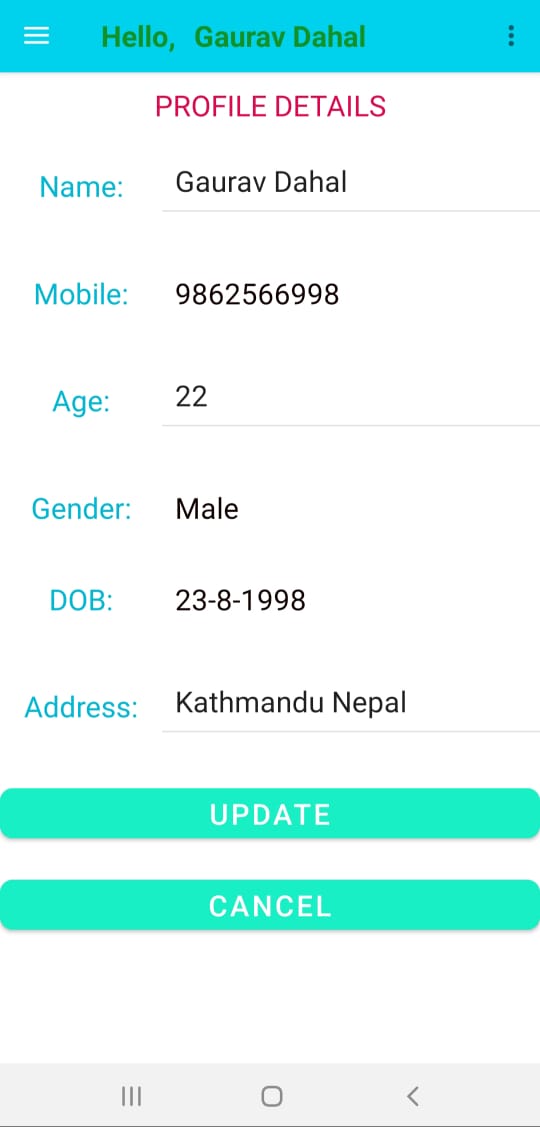 Hello, Gaurav Dahal
PROFILE DETAILS
Name: Gaurav Dahal
Mobile: 9862566998
Age: 22
Gender: Male
DOB: 23-8-1998
Address: Kathmandu Nepal
UPDATE
CANCEL